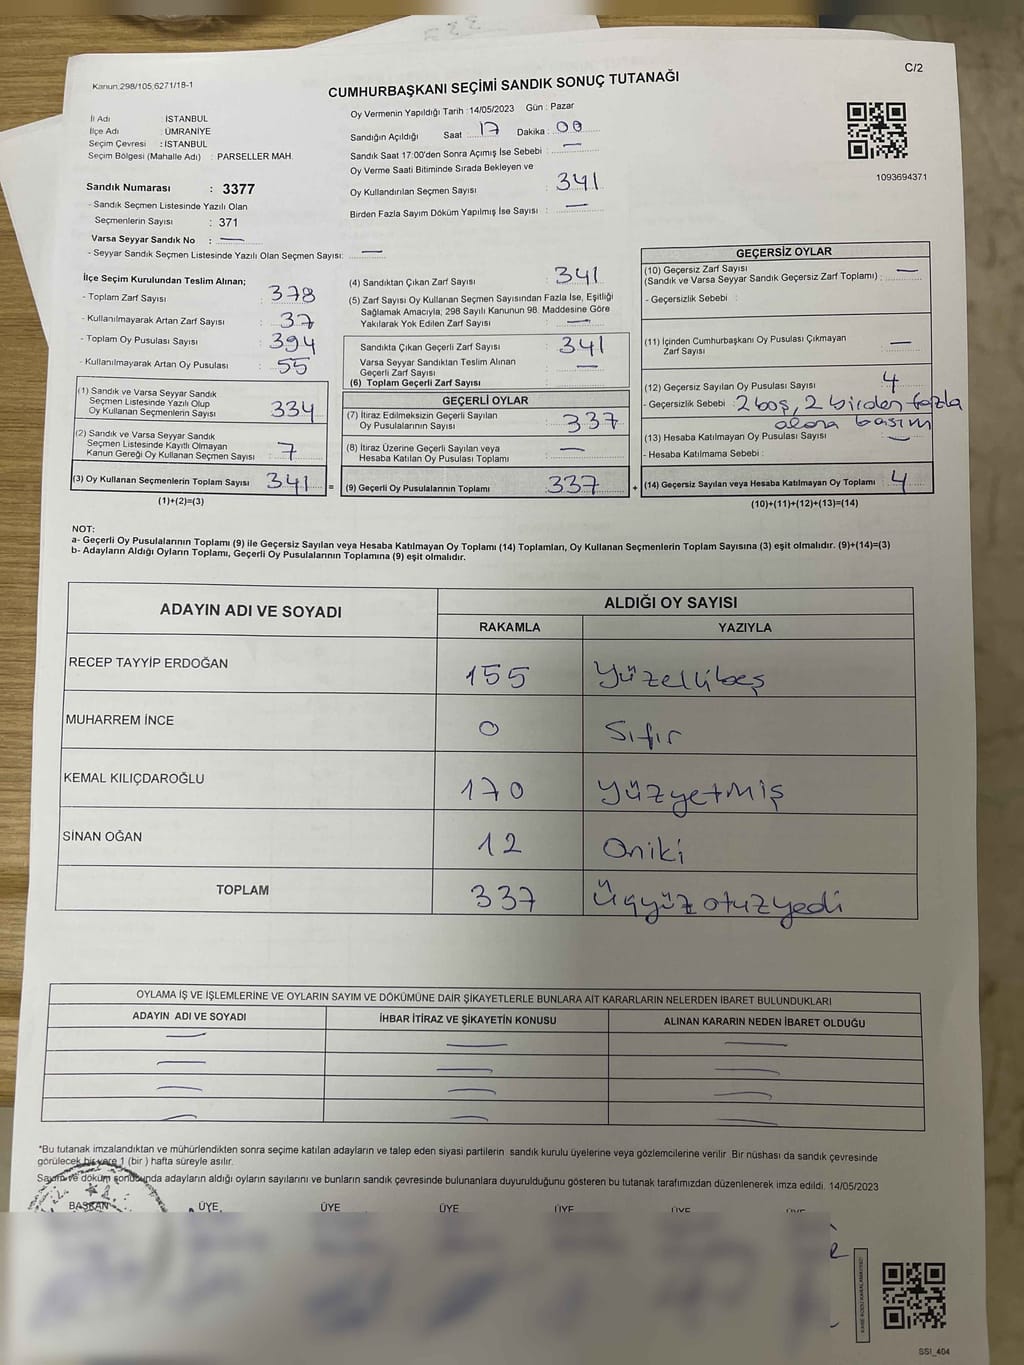 Kanun:298/105,6271/18-1
CUMHURBAŞKANI SEÇİMİ SANDIK SONUÇ TUTANAĞI
C/2
İl Adı : İSTANBUL
İlçe Adı : ÜMRANİYE
Seçim Çevresi : İSTANBUL
Seçim Bölgesi (Mahalle Adı) : PARSELLER MAH.
Sandık Numarası : 3377
- Sandık Seçmen Listesinde Yazılı Olan
Seçmenlerin Sayısı : 371
Varsa Seyyar Sandık No : —
- Seyyar Sandık Seçmen Listesinde Yazılı Olan Seçmen Sayısı: —
Oy Vermenin Yapıldığı Tarih :14/05/2023 Gün : Pazar
Sandığın Açıldığı Saat 17 Dakika : 00
Sandık Saat 17:00'den Sonra Açımış İse Sebebi : —
Oy Verme Saati Bitiminde Sırada Bekleyen ve
Oy Kullandırılan Seçmen Sayısı : 341
Birden Fazla Sayım Döküm Yapılmış İse Sayısı : —
1093694371
İlçe Seçim Kurulundan Teslim Alınan;
- Toplam Zarf Sayısı : 378
- Kullanılmayarak Artan Zarf Sayısı : 37
- Toplam Oy Pusulası Sayısı : 394
- Kullanılmayarak Artan Oy Pusulası : 55
(1) Sandık ve Varsa Seyyar Sandık
Seçmen Listesinde Yazılı Olup
Oy Kullanan Seçmenlerin Sayısı : 334
(2) Sandık ve Varsa Seyyar Sandık
Seçmen Listesinde Kayıtlı Olmayan
Kanun Gereği Oy Kullanan Seçmen Sayısı : 7
(3) Oy Kullanan Seçmenlerin Toplam Sayısı 341 =
(1)+(2)=(3)
(4) Sandıktan Çıkan Zarf Sayısı : 341
(5) Zarf Sayısı Oy Kullanan Seçmen Sayısından Fazla İse, Eşitliği
Sağlamak Amacıyla; 298 Sayılı Kanunun 98. Maddesine Göre
Yakılarak Yok Edilen Zarf Sayısı : —
Sandıkta Çıkan Geçerli Zarf Sayısı : 341
Varsa Seyyar Sandıktan Teslim Alınan
Geçerli Zarf Sayısı : —
(6) Toplam Geçerli Zarf Sayısı :
GEÇERLİ OYLAR
(7) İtiraz Edilmeksizin Geçerli Sayılan
Oy Pusulalarının Sayısı : 337
(8) İtiraz Üzerine Geçerli Sayılan veya
Hesaba Katılan Oy Pusulası Toplamı : —
(9) Geçerli Oy Pusulalarının Toplamı : 337 +
GEÇERSİZ OYLAR
(10) Geçersiz Zarf Sayısı
(Sandık ve Varsa Seyyar Sandık Geçersiz Zarf Toplamı) : —
- Geçersizlik Sebebi :
(11) İçinden Cumhurbaşkanı Oy Pusulası Çıkmayan
Zarf Sayısı : —
(12) Geçersiz Sayılan Oy Pusulası Sayısı : 4
- Geçersizlik Sebebi : 2 boş, 2 birden fazla
alana basım
(13) Hesaba Katılmayan Oy Pusulası Sayısı : —
- Hesaba Katılmama Sebebi :
(14) Geçersiz Sayılan veya Hesaba Katılmayan Oy Toplamı : 4
(10)+(11)+(12)+(13)=(14)
NOT:
a- Geçerli Oy Pusulalarının Toplamı (9) ile Geçersiz Sayılan veya Hesaba Katılmayan Oy Toplamı (14) Toplamları, Oy Kullanan Seçmenlerin Toplam Sayısına (3) eşit olmalıdır. (9)+(14)=(3)
b- Adayların Aldığı Oyların Toplamı, Geçerli Oy Pusulalarının Toplamına (9) eşit olmalıdır.
ADAYIN ADI VE SOYADI
ALDIĞI OY SAYISI
RAKAMLA YAZIYLA
RECEP TAYYİP ERDOĞAN 155 Yüzellibeş
MUHARREM İNCE 0 Sıfır
KEMAL KILIÇDAROĞLU 170 Yüzyetmiş
SİNAN OĞAN 12 Oniki
TOPLAM 337 Üçyüzotuzyedi
OYLAMA İŞ VE İŞLEMLERİNE VE OYLARIN SAYIM VE DÖKÜMÜNE DAİR ŞİKAYETLERLE BUNLARA AİT KARARLARIN NELERDEN İBARET BULUNDUKLARI
ADAYIN ADI VE SOYADI İHBAR İTİRAZ VE ŞİKAYETİN KONUSU ALINAN KARARIN NEDEN İBARET OLDUĞU
— — —
— — —
— — —
— — —
*Bu tutanak imzalandıktan ve mühürlendikten sonra seçime katılan adayların ve talep eden siyasi partilerin sandık kurulu üyelerine veya gözlemcilerine verilir. Bir nüshası da sandık çevresinde
görülecek bir yere 1 (bir ) hafta süreyle asılır.
Sayım ve döküm sonucunda adayların aldığı oyların sayılarını ve bunların sandık çevresinde bulunanlara duyurulduğunu gösteren bu tutanak tarafımızdan düzenlenerek imza edildi. 14/05/2023
BAŞKAN ÜYE ÜYE ÜYE ÜYE ÜYE ÜYE
SSI_404